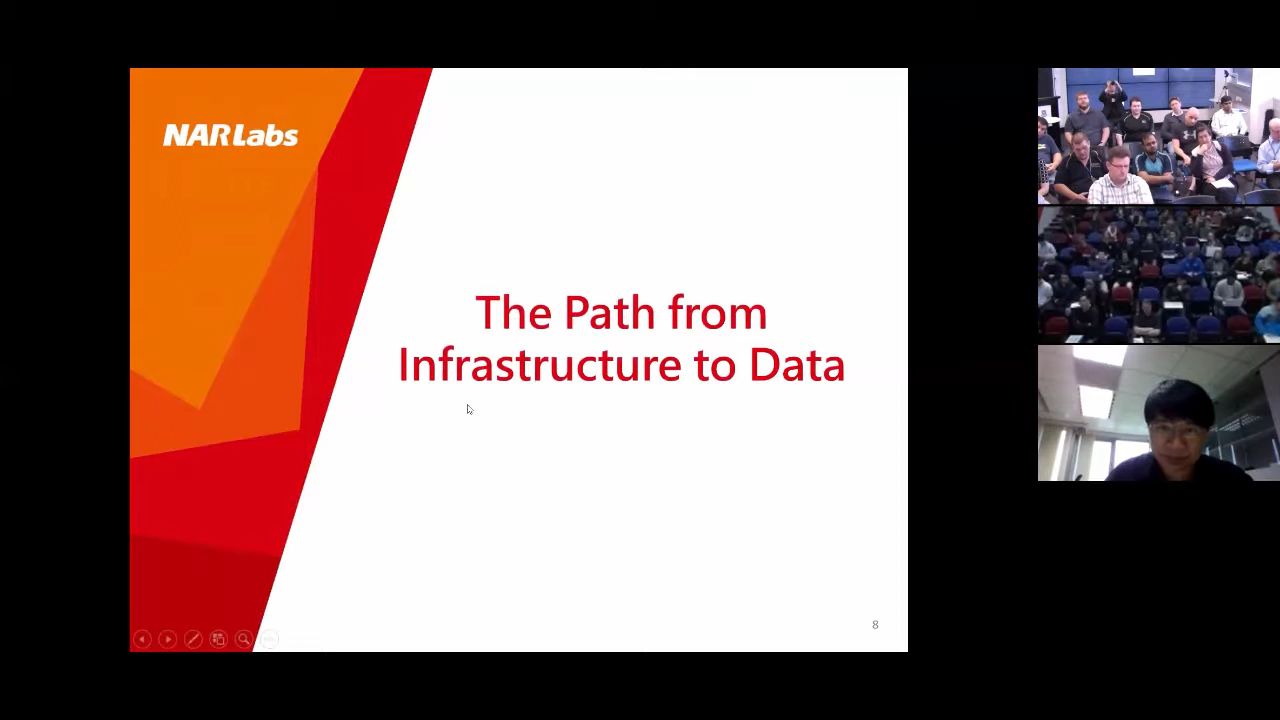 NARLabs
The Path from
Infrastructure to Data
8